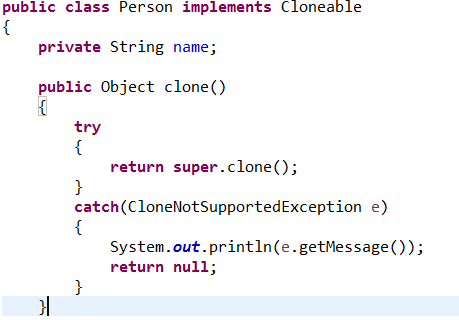 public class Person implements Cloneable
{
    private String name;

    public Object clone()
    {
        try
        {
            return super.clone();
        }
        catch(CloneNotSupportedException e)
        {
            System.out.println(e.getMessage());
            return null;
        }
    }